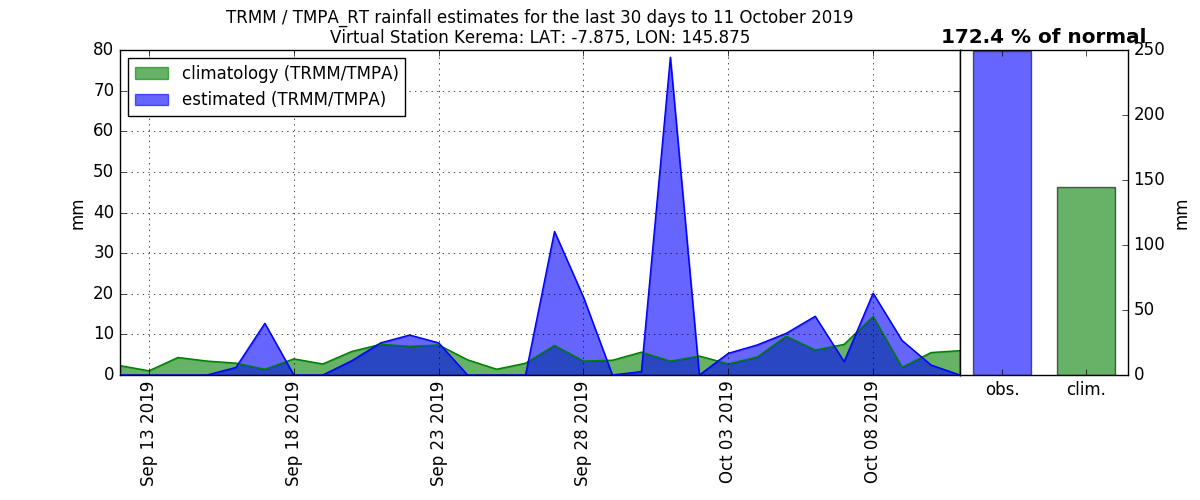 TRMM / TMPA_RT rainfall estimates for the last 30 days to 11 October 2019
Virtual Station Kerema: LAT: -7.875, LON: 145.875
172.4 % of normal
climatology (TRMM/TMPA)
estimated (TRMM/TMPA)
80
70
60
50
40
30
20
10
0
mm
Sep 13 2019
Sep 18 2019
Sep 23 2019
Sep 28 2019
Oct 03 2019
Oct 08 2019
obs.
clim.
250
200
150
100
50
0
mm